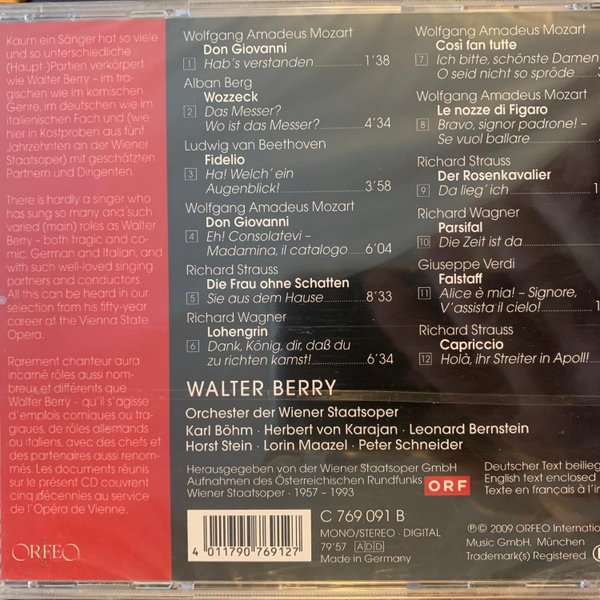 Kaum ein Sänger hat so viele
und so unterschiedliche
(Haupt-)Partien verkörpert
wie Walter Berry – im tra-
gischen wie im komischen
Genre, im deutschen wie im
italienischen Fach und (wie
hier in Kostproben aus fünf
Jahrzehnten an der Wiener
Staatsoper) mit geschätzten
Partnern und Dirigenten.
There is hardly a singer who
has sung so many and such
varied (main) roles as Walter
Berry – both tragic and co-
mic, German and Italian, and
with such well-loved singing
partners and conductors.
All this can be heard in our
selection from his fifty-year
career at the Vienna State
Opera.
Rarement chanteur aura
incarné rôles aussi nom-
breux et différents que
Walter Berry – qu'il s'agisse
d'emplois comiques ou tra-
giques, de rôles allemands
ou italiens, avec des chefs et
des partenaires aussi renom-
més. Les documents réunis
sur le présent CD couvrent
cinq décennies au service
de l'Opéra de Vienne.
ORFEO
Wolfgang Amadeus Mozart
Don Giovanni
1 Hab's verstanden 1'38
Alban Berg
Wozzeck
2 Das Messer?
Wo ist das Messer? 4'34
Ludwig van Beethoven
Fidelio
3 Ha! Welch' ein
Augenblick! 3'58
Wolfgang Amadeus Mozart
Don Giovanni
4 Eh! Consolatevi –
Madamina, il catalogo 6'04
Richard Strauss
Die Frau ohne Schatten
5 Sie aus dem Hause 8'33
Richard Wagner
Lohengrin
6 Dank, König, dir, daß du
zu richten kamst! 6'34
Wolfgang Amadeus Mozart
Così fan tutte
7 Ich bitte, schönste Damen
O seid nicht so spröde
Wolfgang Amadeus Mozart
Le nozze di Figaro
8 Bravo, signor padrone! –
Se vuol ballare
Richard Strauss
Der Rosenkavalier
9 Da lieg' ich
Richard Wagner
Parsifal
10 Die Zeit ist da
Giuseppe Verdi
Falstaff
11 Alice è mia! – Signore,
V'assista il cielo!
Richard Strauss
Capriccio
12 Holà, ihr Streiter in Apoll!
WALTER BERRY
Orchester der Wiener Staatsoper
Karl Böhm · Herbert von Karajan · Leonard Bernstein
Horst Stein · Lorin Maazel · Peter Schneider
Herausgegeben von der Wiener Staatsoper GmbH
Aufnahmen des Österreichischen Rundfunks ORF
Wiener Staatsoper · 1957 – 1993
Deutscher Text beilieg
English text enclosed
Texte en français à l'in
4 011790 769127
C 769 091 B
MONO/STEREO · DIGITAL
79'57 ADD
Made in Germany
℗© 2009 ORFEO Internatio
Music GmbH, München
Trademark(s) Registered